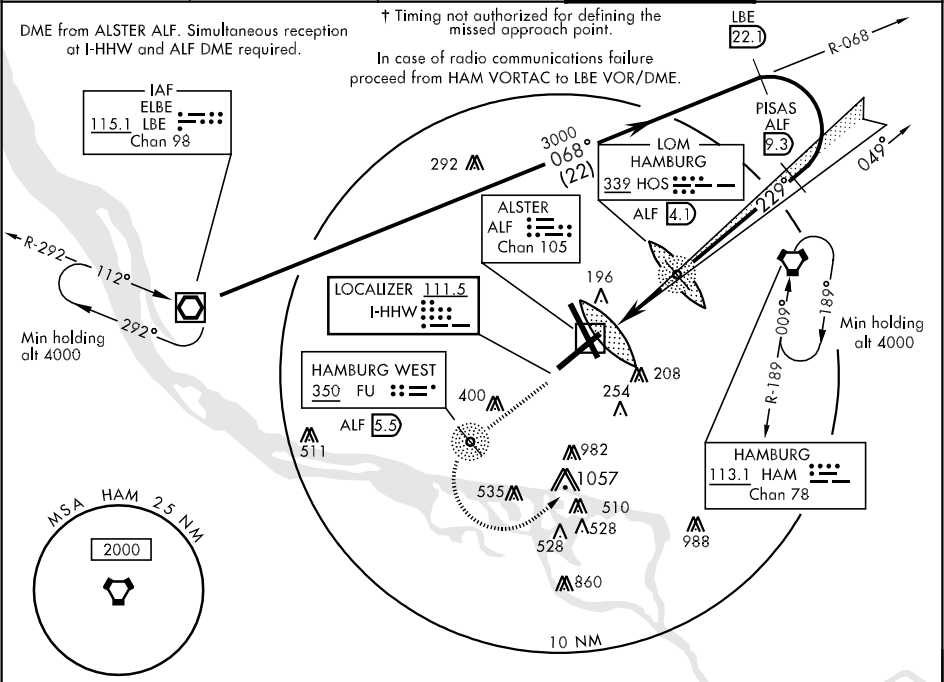 DME from ALSTER ALF. Simultaneous reception
at I-HHW and ALF DME required.
† Timing not authorized for defining the
missed approach point.
In case of radio communications failure
proceed from HAM VORTAC to LBE VOR/DME.
LBE
22.1
R-068
IAF
ELBE
115.1 LBE
Chan 98
PISAS
ALF
9.3
3000
068°
(22)
292
LOM
HAMBURG
339 HOS
ALF 4.1
229°
049°
ALSTER
ALF
Chan 105
R-292
112°
292°
Min holding
alt 4000
LOCALIZER 111.5
I-HHW
196
009°
189°
R-189
Min holding
alt 4000
HAMBURG WEST
350 FU
ALF 5.5
400
208
254
511
982
1057
535
510
528
528
988
860
HAMBURG
113.1 HAM
Chan 78
MSA HAM 25 NM
2000
10 NM